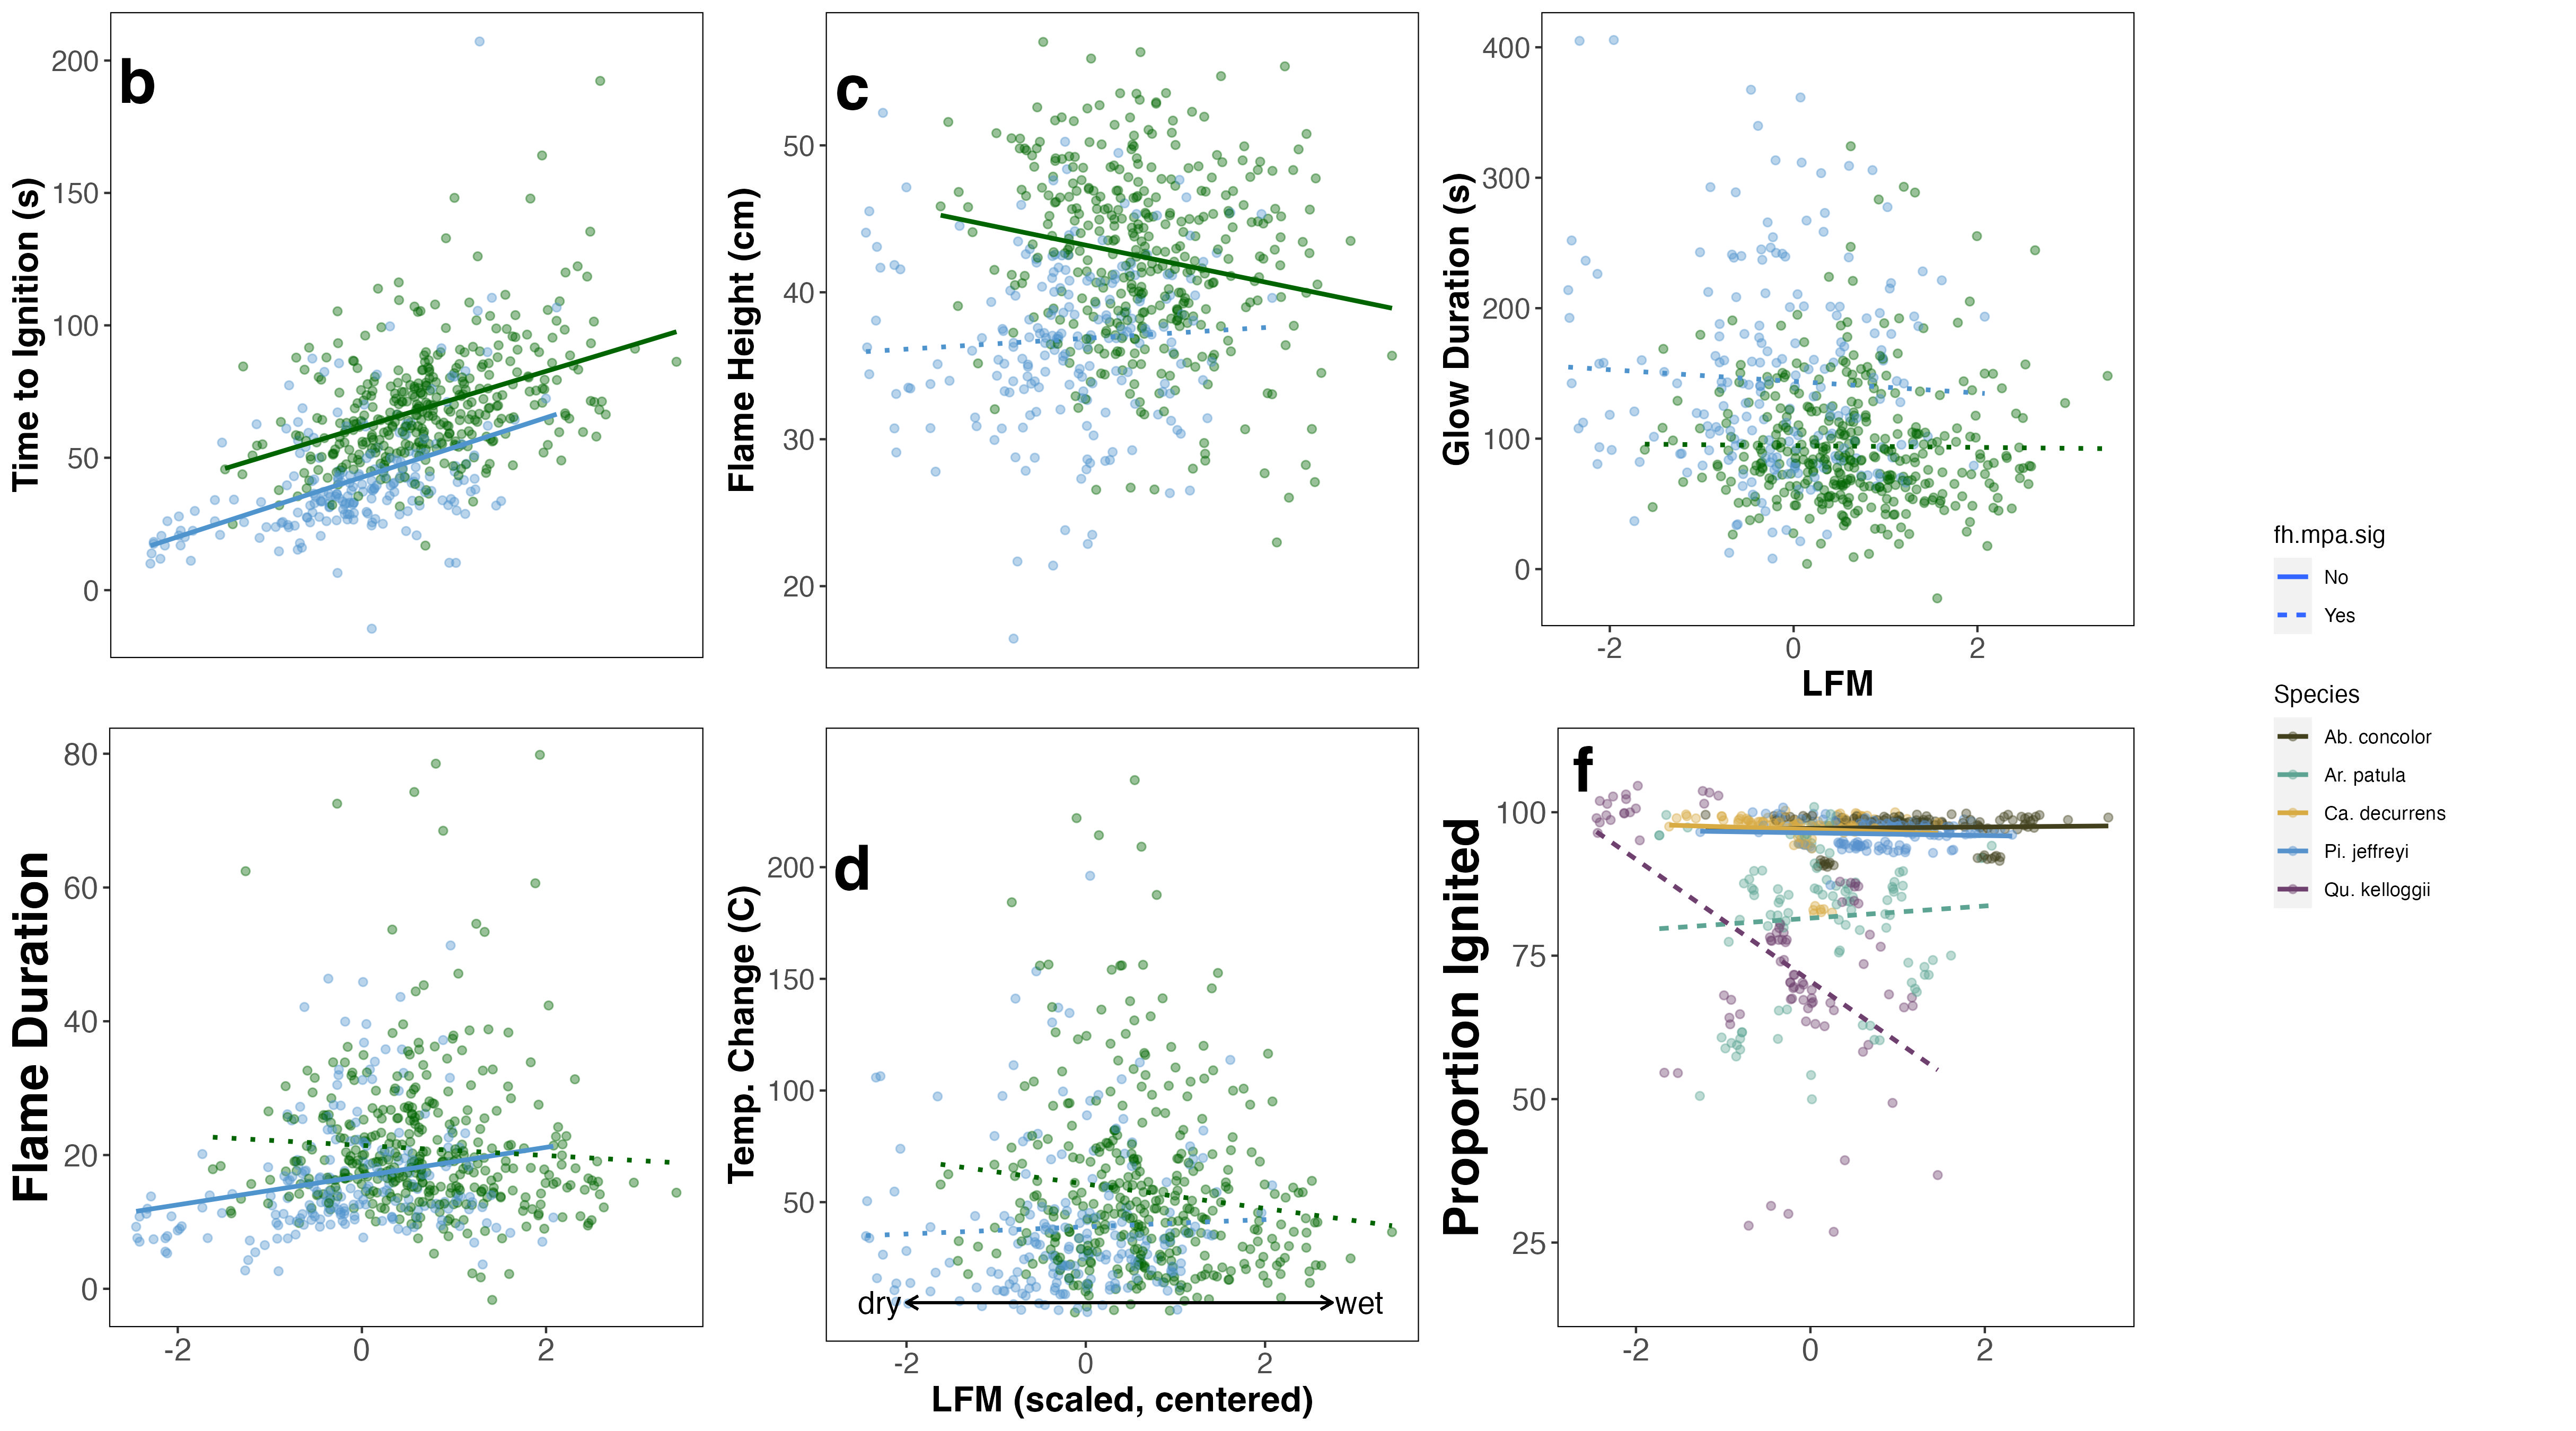 b
Time to Ignition (s)
200
150
100
50
0
c
Flame Height (cm)
50
40
30
20
Glow Duration (s)
400
300
200
100
0
-2 0 2
LFM
fh.mpa.sig
No
Yes
Species
Ab. concolor
Ar. patula
Ca. decurrens
Pi. jeffreyi
Qu. kelloggii
Flame Duration
80
60
40
20
0
-2 0 2
d
Temp. Change (C)
200
150
100
50
dry wet
-2 0 2
LFM (scaled, centered)
f
Proportion Ignited
100
75
50
25
-2 0 2